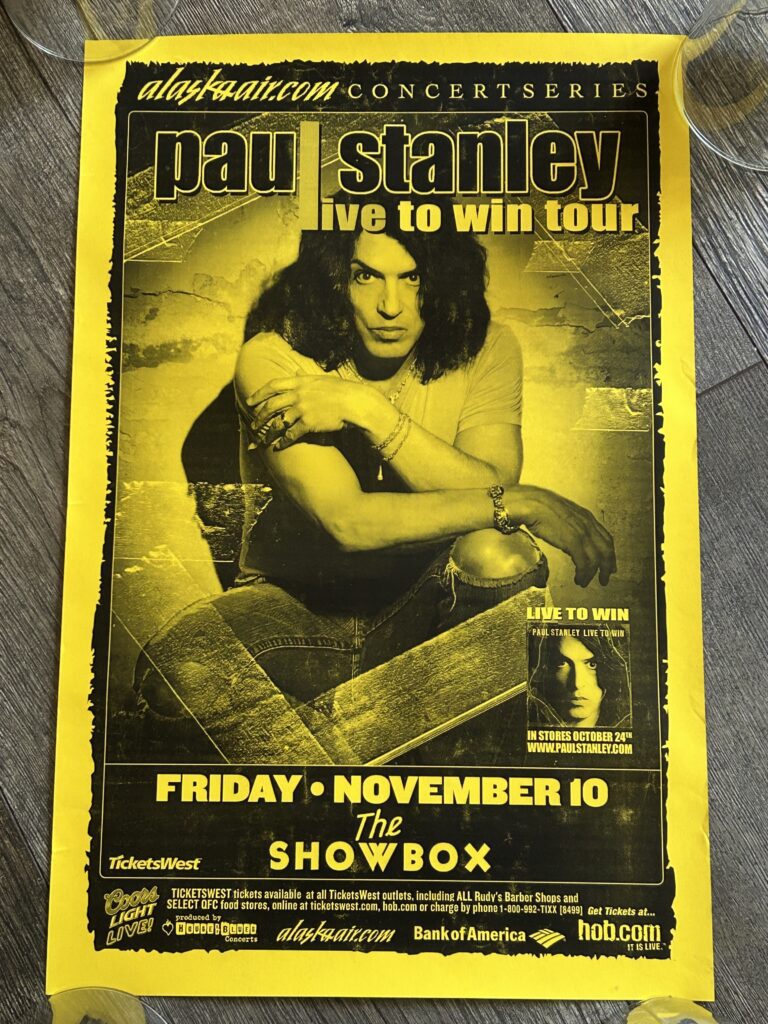 alaskaair.com CONCERTSERIES
paul stanley
live to win tour
LIVE TO WIN
PAUL STANLEY LIVE TO WIN
IN STORES OCTOBER 24TH
WWW.PAULSTANLEY.COM
FRIDAY • NOVEMBER 10
The
SHOWBOX
TicketsWest
Coors
LIGHT
LIVE!
TICKETSWEST tickets available at all TicketsWest outlets, including ALL Rudy's Barber Shops and
SELECT QFC food stores, online at ticketswest.com, hob.com or charge by phone 1-800-992-TIXX [8499]
Get Tickets at...
produced by
HOUSE OF BLUES
Concerts
alaskaair.com
Bank of America
hob.com
IT IS LIVE.